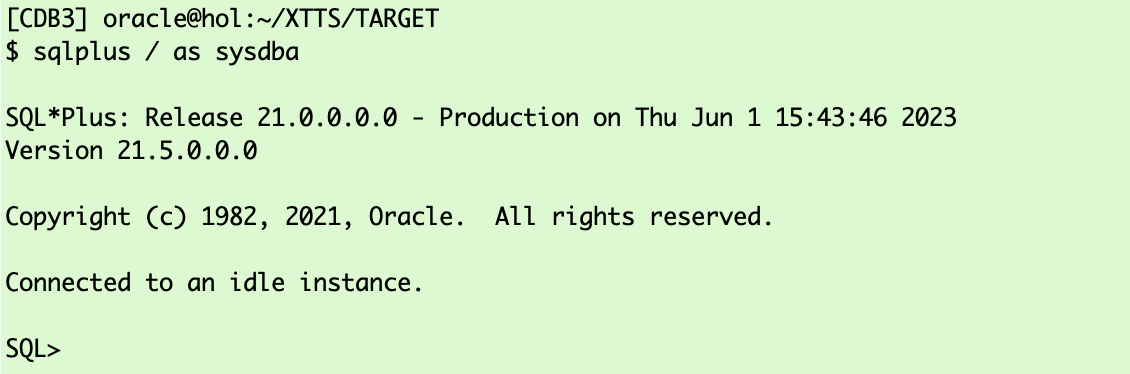 [CDB3] oracle@hol:~/XTTS/TARGET
$ sqlplus / as sysdba
SQL*Plus: Release 21.0.0.0.0 - Production on Thu Jun 1 15:43:46 2023
Version 21.5.0.0.0
Copyright (c) 1982, 2021, Oracle.  All rights reserved.
Connected to an idle instance.
SQL>